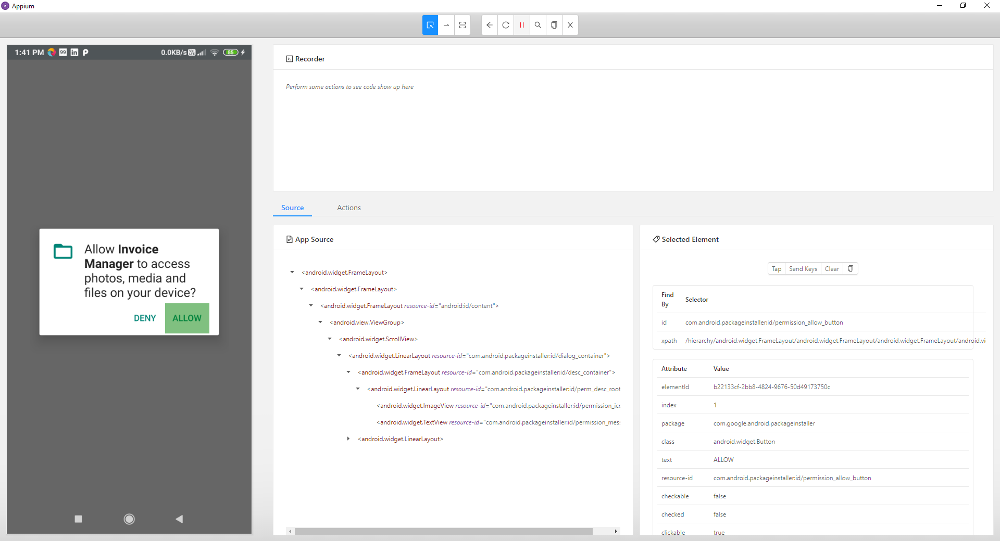 Appium
1:41 PM 99 in P 0.0KB/s 85
Allow Invoice
Manager to access
photos, media and
files on your device?
DENY ALLOW
Recorder
Perform some actions to see code show up here
Source Actions
App Source
<android.widget.FrameLayout>
<android.widget.FrameLayout>
<android.widget.FrameLayout resource-id="android:id/content">
<android.view.ViewGroup>
<android.widget.ScrollView>
<android.widget.LinearLayout resource-id="com.android.packageinstaller:id/dialog_container">
<android.widget.FrameLayout resource-id="com.android.packageinstaller:id/desc_container">
<android.widget.LinearLayout resource-id="com.android.packageinstaller:id/perm_desc_root
<android.widget.ImageView resource-id="com.android.packageinstaller:id/permission_ico
<android.widget.TextView resource-id="com.android.packageinstaller:id/permission_mess
<android.widget.LinearLayout>
Selected Element
Tap Send Keys Clear
Find By Selector
id com.android.packageinstaller:id/permission_allow_button
xpath /hierarchy/android.widget.FrameLayout/android.widget.FrameLayout/android.widget.FrameLayout/android.vi
Attribute Value
elementId b22133cf-2bb8-4824-9676-50d49173750c
index 1
package com.google.android.packageinstaller
class android.widget.Button
text ALLOW
resource-id com.android.packageinstaller:id/permission_allow_button
checkable false
checked false
clickable true